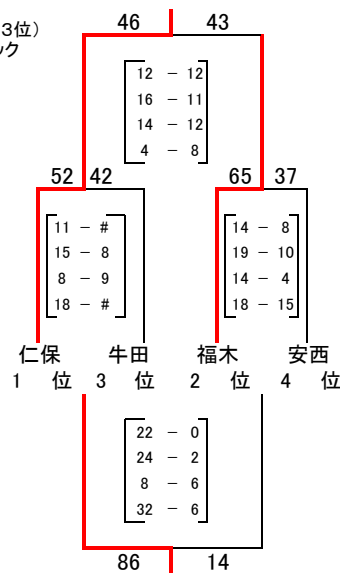 46 43
3位)
ック
12 － 12
16 － 11
14 － 12
4 － 8
52 42 65 37
11 － # 14 － 8
15 － 8 19 － 10
8 － 9 14 － 4
18 － # 18 － 15
仁保 牛田 福木 安西
1 位 3 位 2 位 4 位
22 － 0
24 － 2
8 － 6
32 － 6
86 14